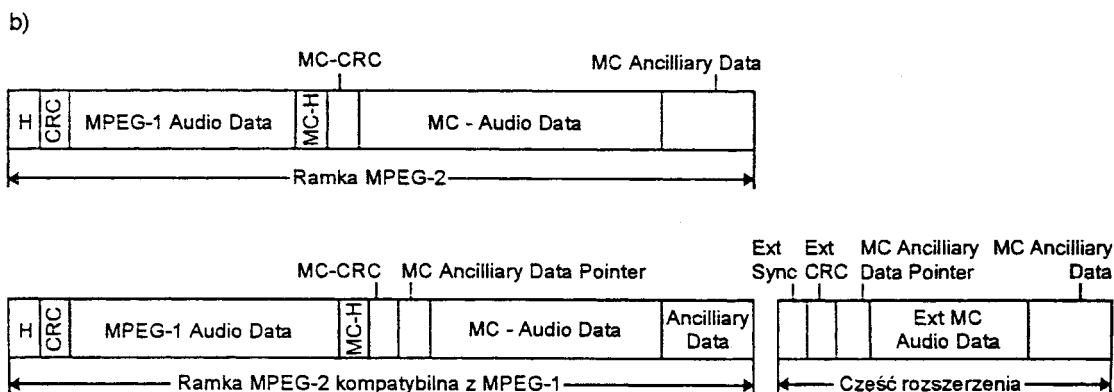 b)
MC-CRC
MC Ancilliary Data
H
CRC
MPEG-1 Audio Data
MC-H
MC - Audio Data
Ramka MPEG-2
MC-CRC
MC Ancilliary Data Pointer
Ext
Sync
Ext
CRC
MC Ancilliary
Data Pointer
MC Ancilliary
Data
H
CRC
MPEG-1 Audio Data
MC-H
MC - Audio Data
Ancilliary
Data
Ext MC
Audio Data
Ramka MPEG-2 kompatybilna z MPEG-1
Część rozszerzenia